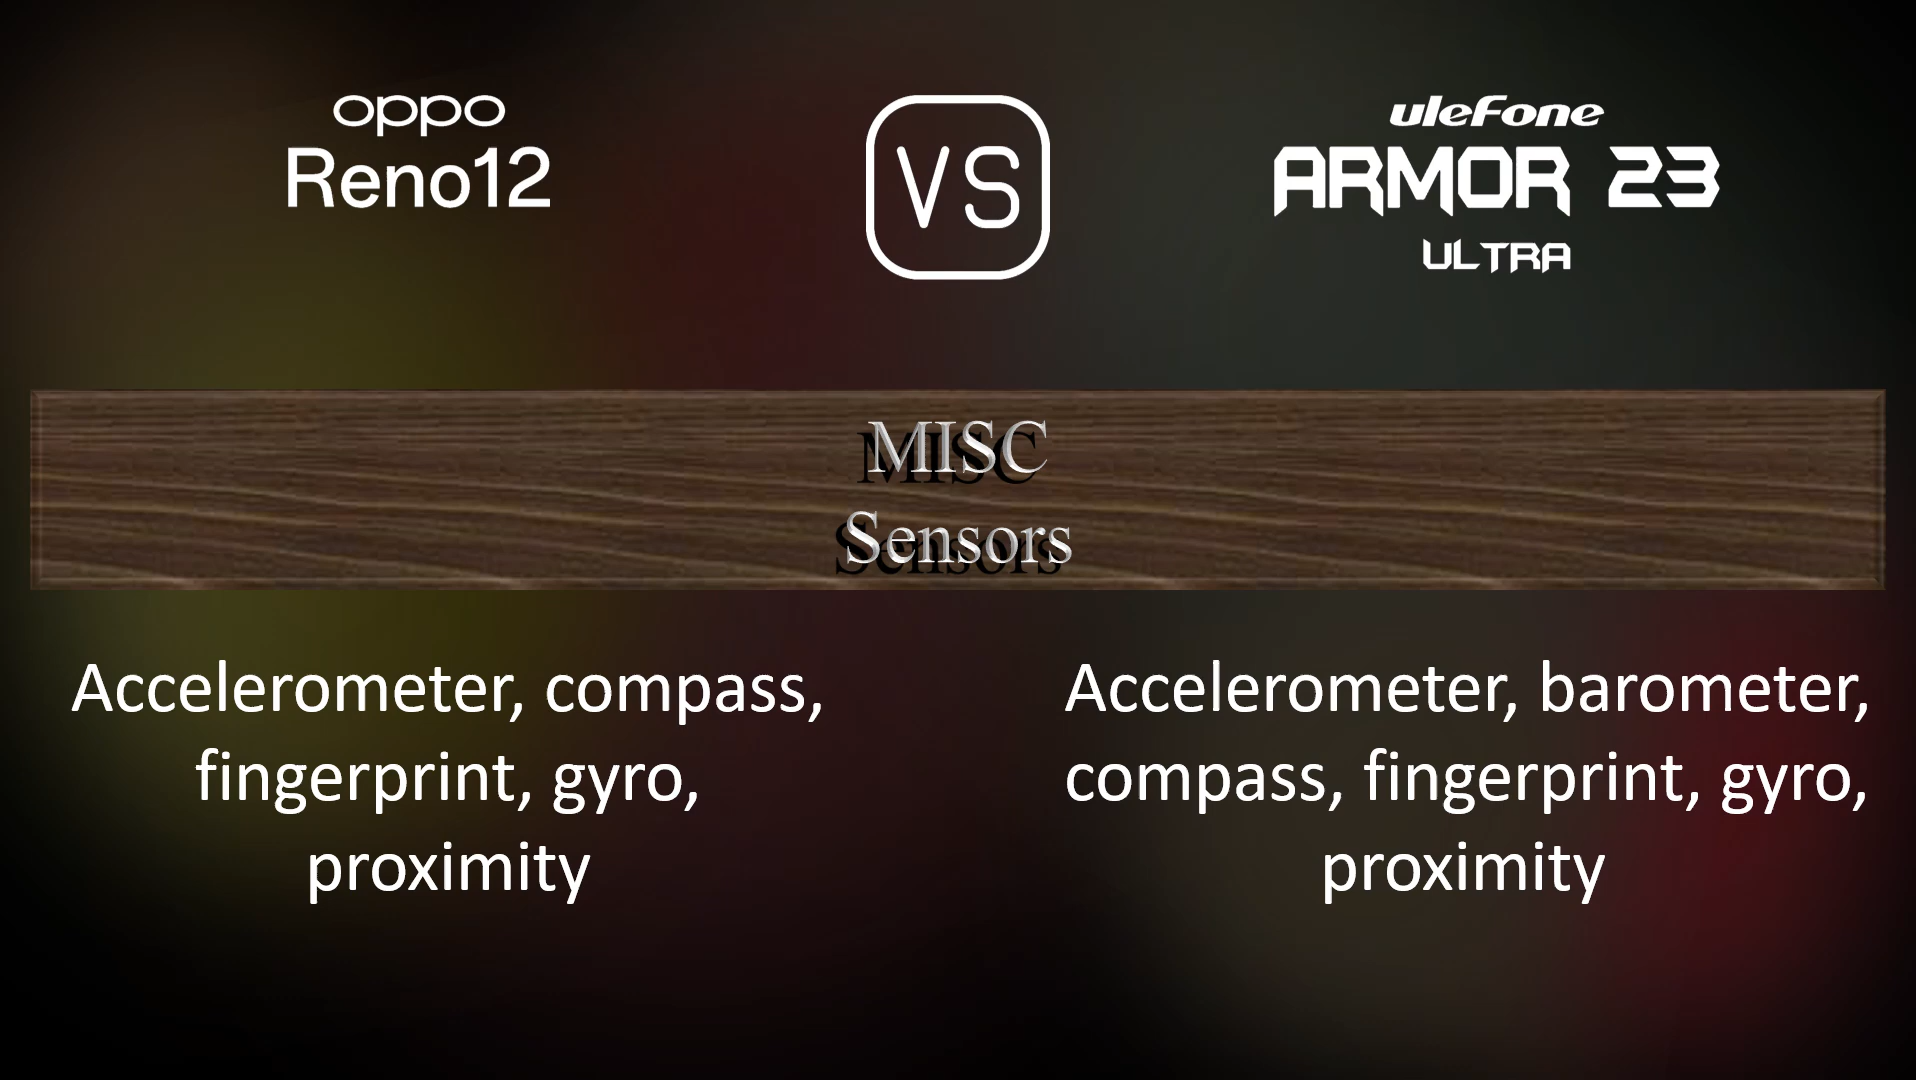 oppo
Reno12
VS
uleFone
ARMOR 23
ULTRA
MISC
Sensors
Accelerometer, compass,
fingerprint, gyro,
proximity
Accelerometer, barometer,
compass, fingerprint, gyro,
proximity